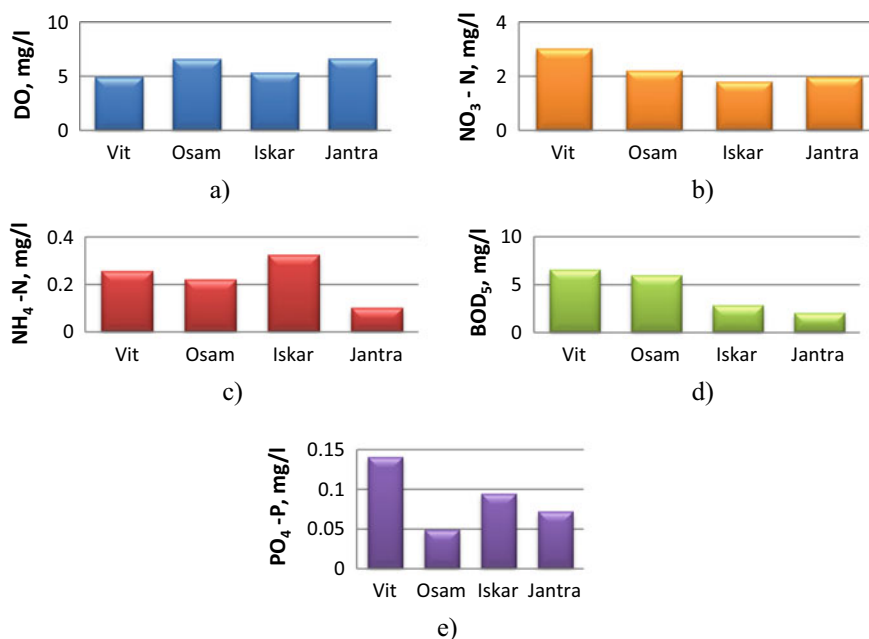 DO, mg/l
10
5
0
Vit Osam Iskar Jantra
a)
NO₃ - N, mg/l
4
2
0
Vit Osam Iskar Jantra
b)
NH₄ -N, mg/l
0.4
0.2
0
Vit Osam Iskar Jantra
c)
BOD₅, mg/l
10
5
0
Vit Osam Iskar Jantra
d)
PO₄ -P, mg/l
0.15
0.1
0.05
0
Vit Osam Iskar Jantra
e)